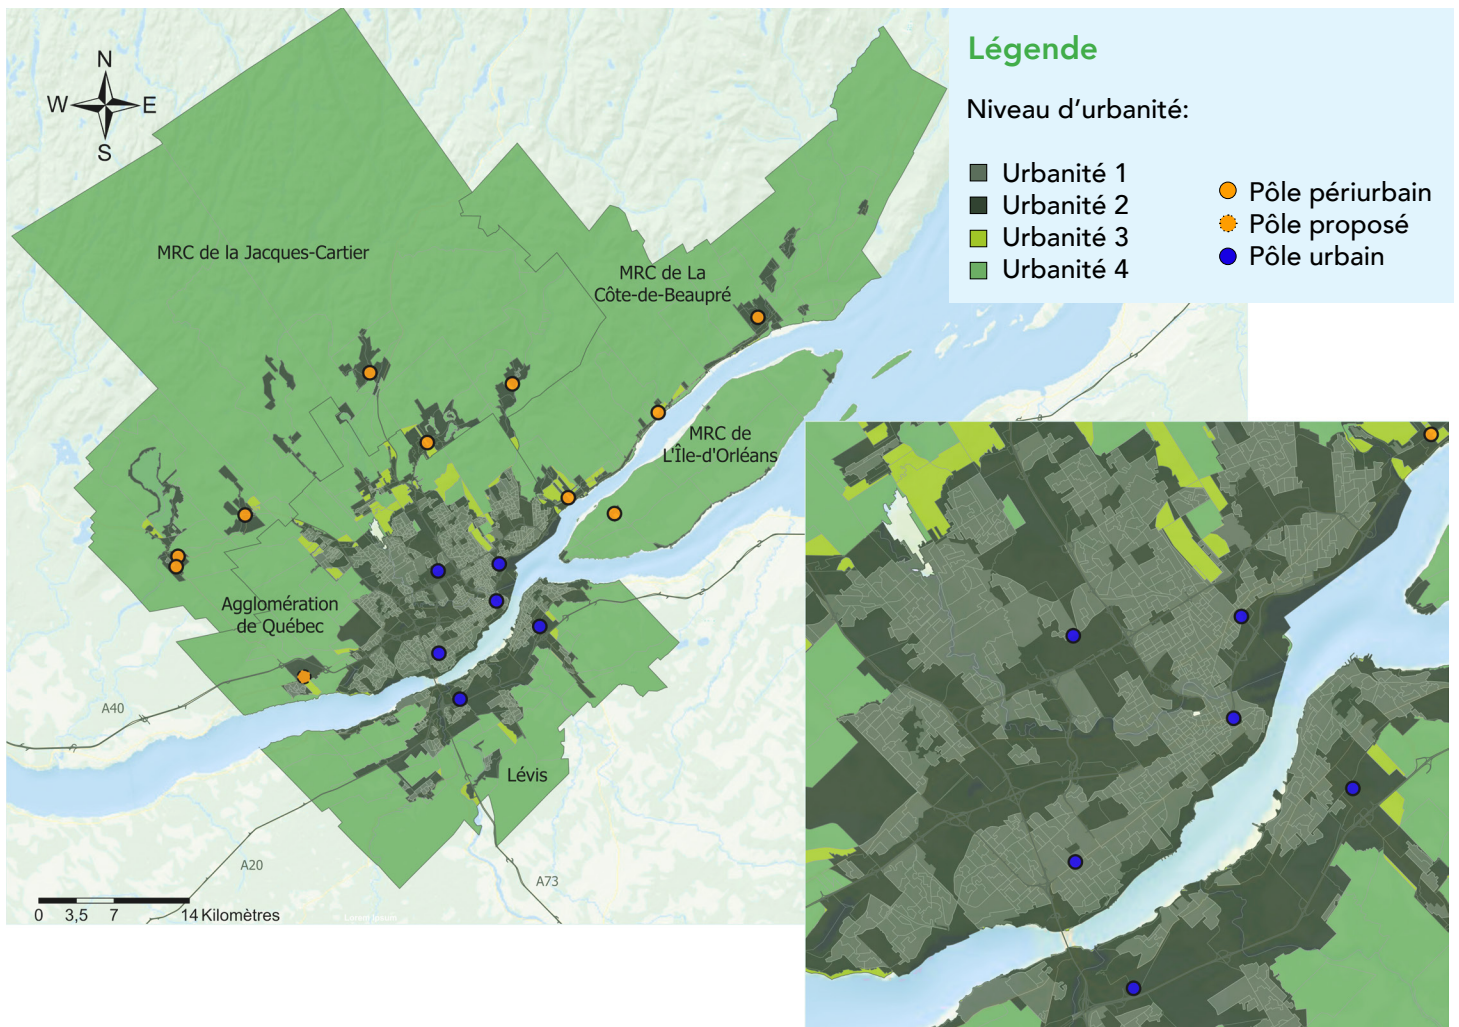 Légende
Niveau d'urbanité:
Urbanité 1
Urbanité 2
Urbanité 3
Urbanité 4
Pôle périurbain
Pôle proposé
Pôle urbain
N
W E
S
MRC de la Jacques-Cartier
MRC de La
Côte-de-Beaupré
MRC de
L'Île-d'Orléans
Agglomération
de Québec
A40
Lévis
A20
A73
0 3,5 7 14 Kilomètres